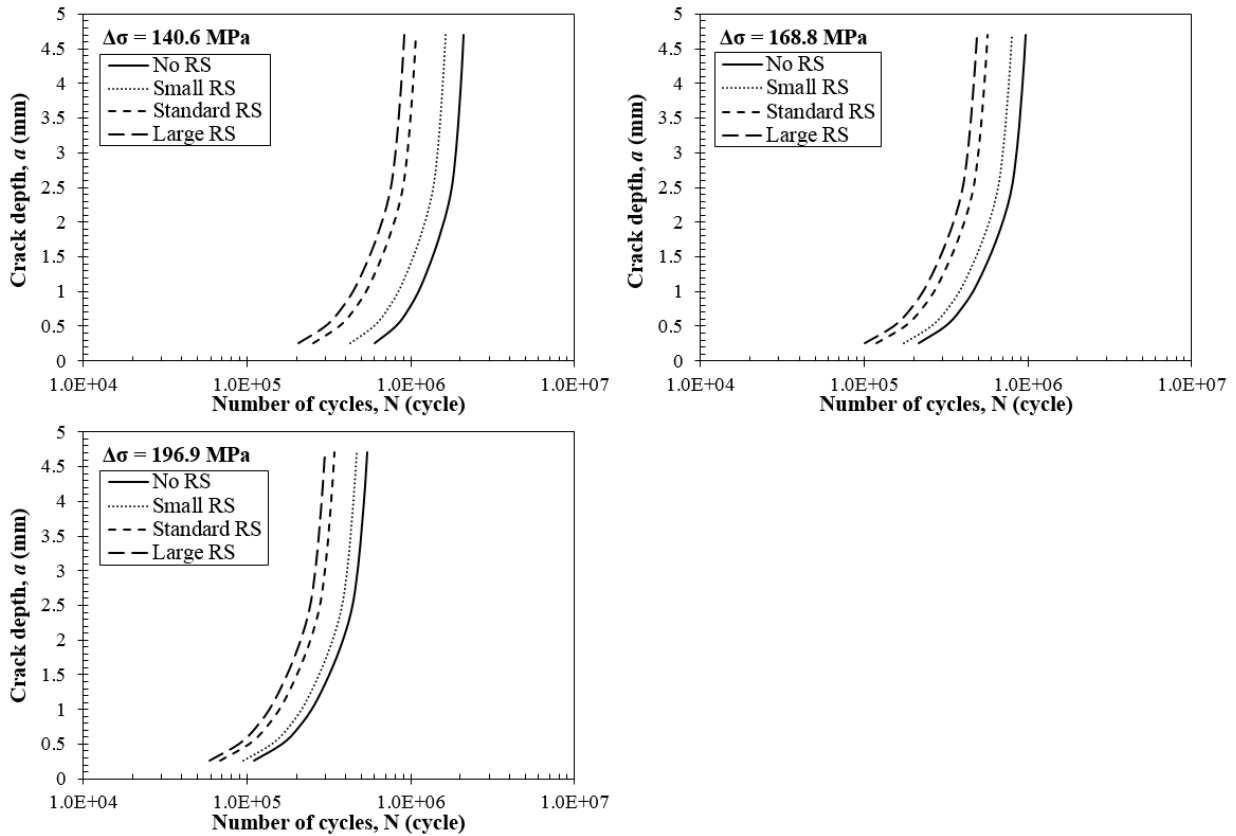 Δσ = 140.6 MPa
No RS
Small RS
Standard RS
Large RS
Crack depth, a (mm)
5
4.5
4
3.5
3
2.5
2
1.5
1
0.5
0
1.0E+04
1.0E+05
1.0E+06
1.0E+07
Number of cycles, N (cycle)
Δσ = 168.8 MPa
No RS
Small RS
Standard RS
Large RS
Crack depth, a (mm)
5
4.5
4
3.5
3
2.5
2
1.5
1
0.5
0
1.0E+04
1.0E+05
1.0E+06
1.0E+07
Number of cycles, N (cycle)
Δσ = 196.9 MPa
No RS
Small RS
Standard RS
Large RS
Crack depth, a (mm)
5
4.5
4
3.5
3
2.5
2
1.5
1
0.5
0
1.0E+04
1.0E+05
1.0E+06
1.0E+07
Number of cycles, N (cycle)